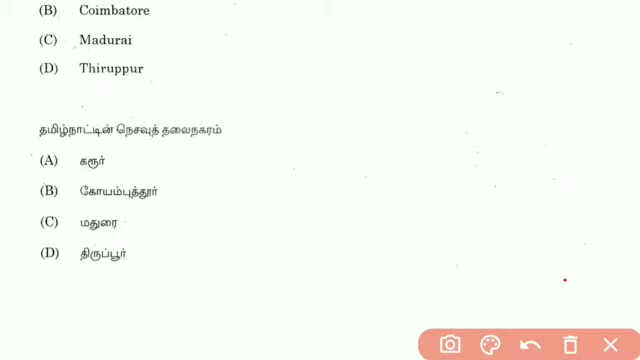 (B) Coimbatore
(C) Madurai
(D) Thiruppur
தமிழ்நாட்டின் நெசவுத் தலைநகரம்
(A) கரூர்
(B) கோயம்புத்தூர்
(C) மதுரை
(D) திருப்பூர்